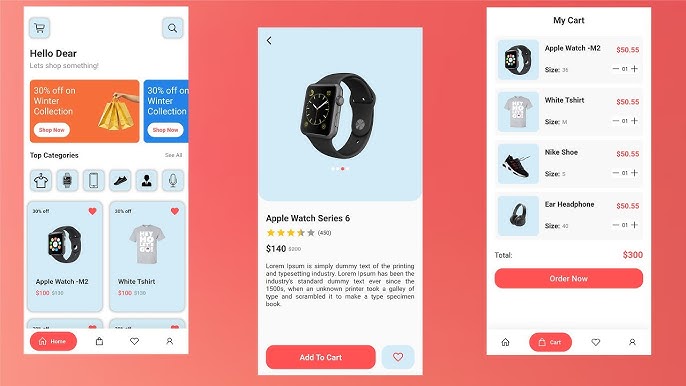 Hello Dear
Lets shop something!
30% off on
Winter
Collection
Shop Now
30% off on
Winter
Collection
Shop Now
Top Categories
See All
30% off
Apple Watch -M2
$100 $130
30% off
White Tshirt
$100 $130
30% off
30% off
Home
Apple Watch Series 6
(450)
$140 $200
Lorem Ipsum is simply dummy text of the printing
and typesetting industry. Lorem Ipsum has been the
industry's standard dummy text ever since the
1500s, when an unknown printer took a galley of
type and scrambled it to make a type specimen
book.
Add To Cart
My Cart
Apple Watch -M2 $50.55
Size: 36 — 01 +
White Tshirt $50.55
Size: M — 01 +
Nike Shoe $50.55
Size: S — 01 +
Ear Headphone $50.55
Size: 40 — 01 +
Total: $300
Order Now
Cart